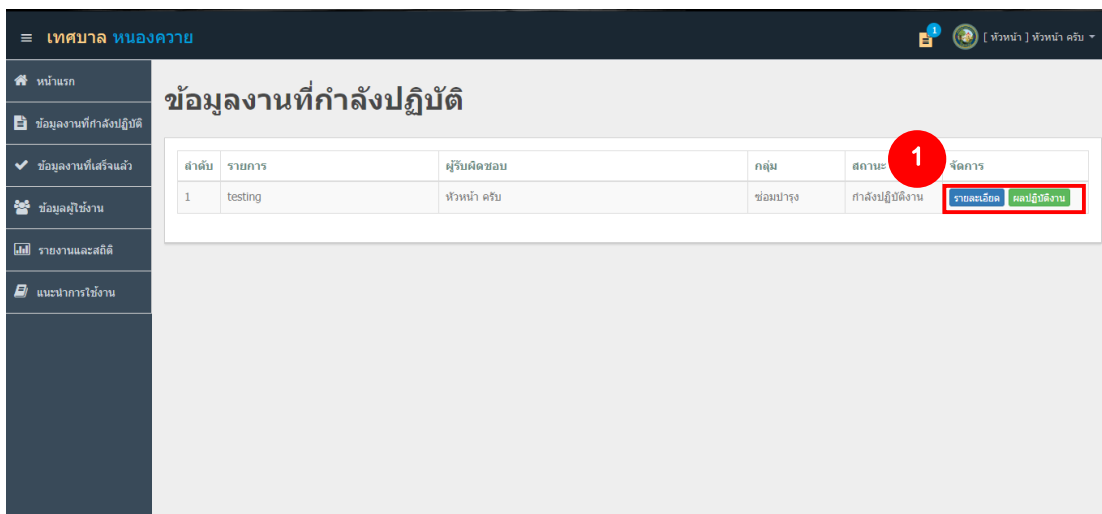 เทศบาล หนองควาย
1
[ หัวหน้า ] หัวหน้า ครับ
หน้าแรก
ข้อมูลงานที่กำลังปฏิบัติ
ข้อมูลงานที่เสร็จแล้ว
ข้อมูลผู้ใช้งาน
รายงานและสถิติ
แนะนำการใช้งาน
ข้อมูลงานที่กำลังปฏิบัติ
1
ลำดับ รายการ ผู้รับผิดชอบ กลุ่ม สถานะ จัดการ
1 testing หัวหน้า ครับ ซ่อมบำรุง กำลังปฏิบัติงาน รายละเอียด ผลปฏิบัติงาน